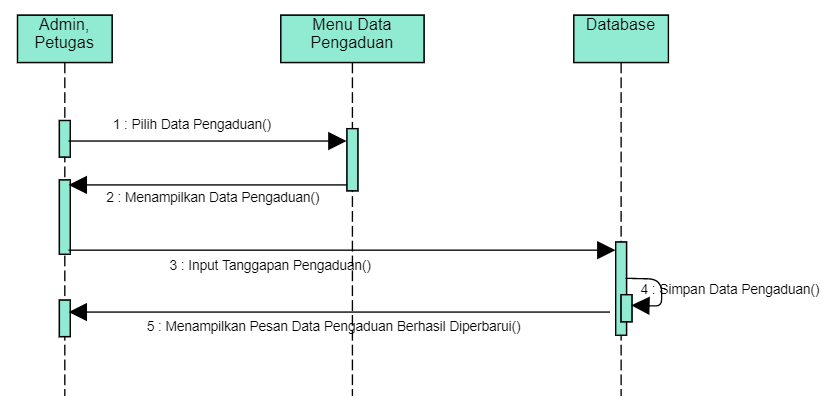 Admin,
Petugas
Menu Data
Pengaduan
Database
1 : Pilih Data Pengaduan()
2 : Menampilkan Data Pengaduan()
3 : Input Tanggapan Pengaduan()
4 : Simpan Data Pengaduan()
5 : Menampilkan Pesan Data Pengaduan Berhasil Diperbarui()